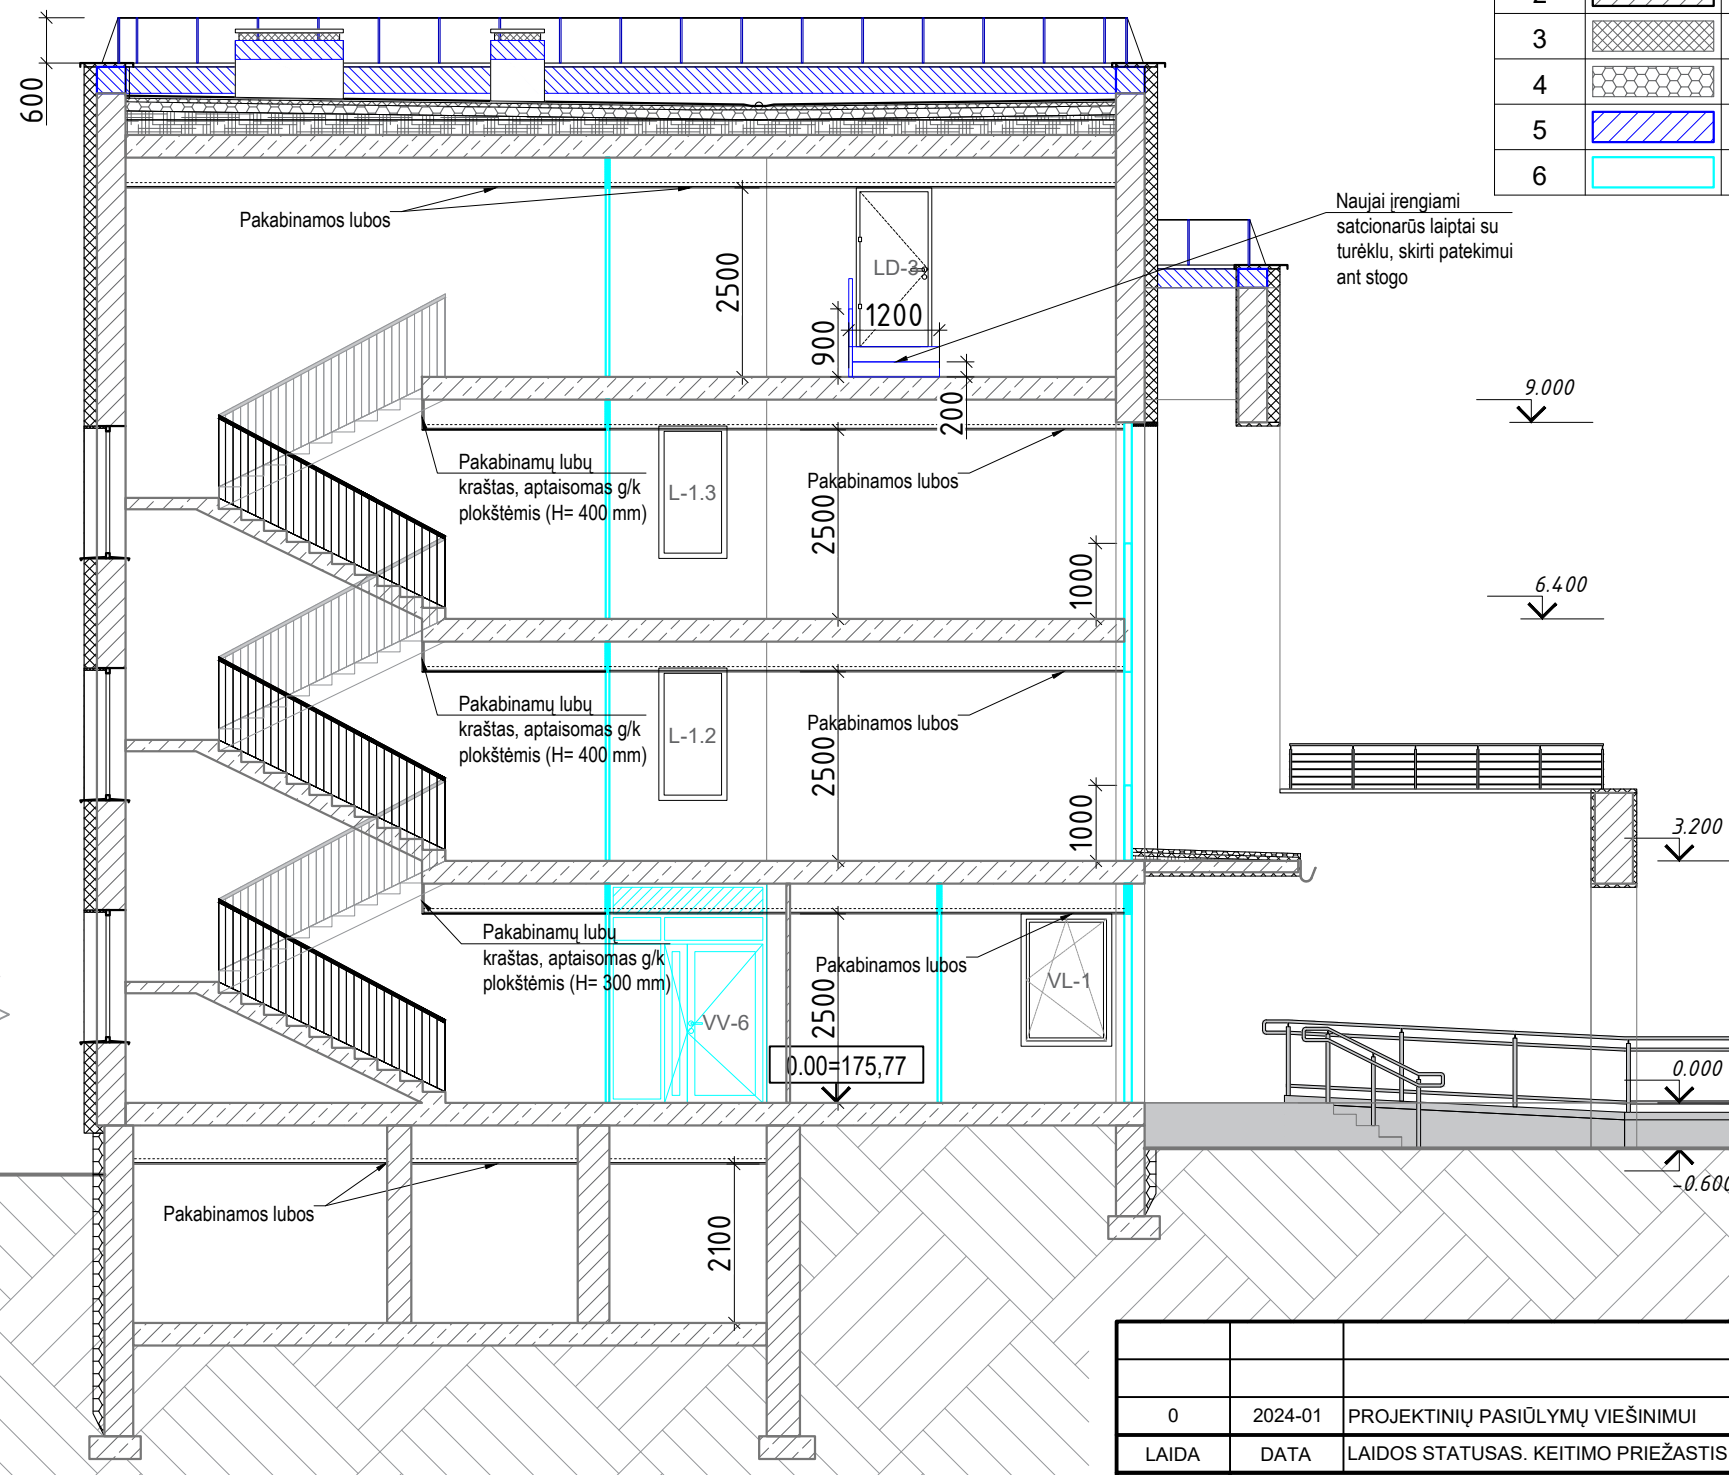 600
3
4
5
6
Pakabinamos lubos
2500
LD-3
900
1200
200
Naujai įrengiami
satcionarūs laiptai su
turėklu, skirti patekimui
ant stogo
9.000
Pakabinamų lubų
kraštas, aptaisomas g/k
plokštėmis (H= 400 mm)
L-1.3
Pakabinamos lubos
2500
1000
6.400
Pakabinamų lubų
kraštas, aptaisomas g/k
plokštėmis (H= 400 mm)
L-1.2
Pakabinamos lubos
2500
1000
3.200
Pakabinamų lubų
kraštas, aptaisomas g/k
plokštėmis (H= 300 mm)
VV-6
Pakabinamos lubos
2500
VL-1
0.00=175,77
0.000
-0.600
Pakabinamos lubos
2100
0 2024-01 PROJEKTINIŲ PASIŪLYMŲ VIEŠINIMUI
LAIDA DATA LAIDOS STATUSAS. KEITIMO PRIEŽASTIS